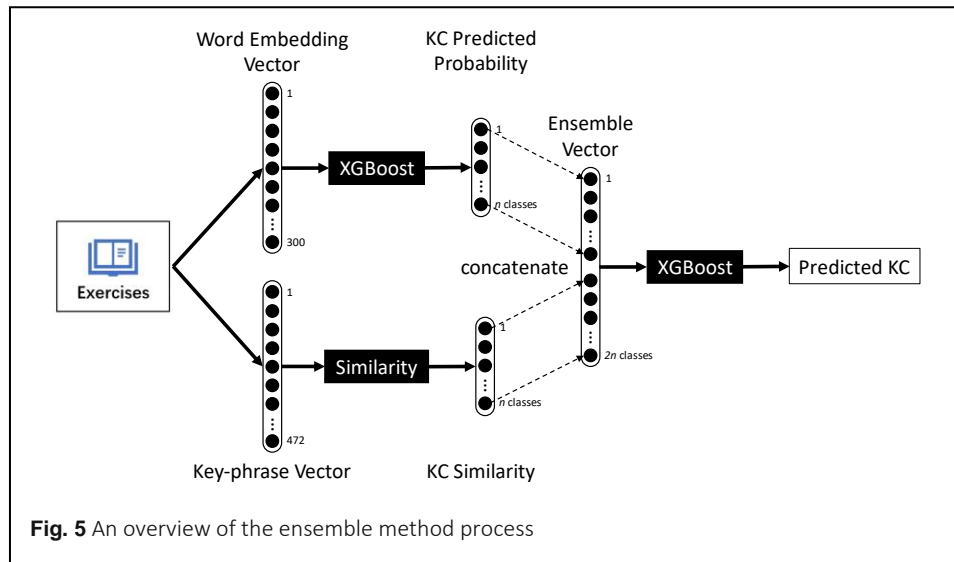 Word Embedding
Vector
KC Predicted
Probability
Ensemble
Vector
1
1
1
XGBoost
n classes
300
Exercises
concatenate
XGBoost
Predicted KC
1
1
Similarity
n classes
2n classes
472
Key-phrase Vector
KC Similarity
Fig. 5 An overview of the ensemble method process